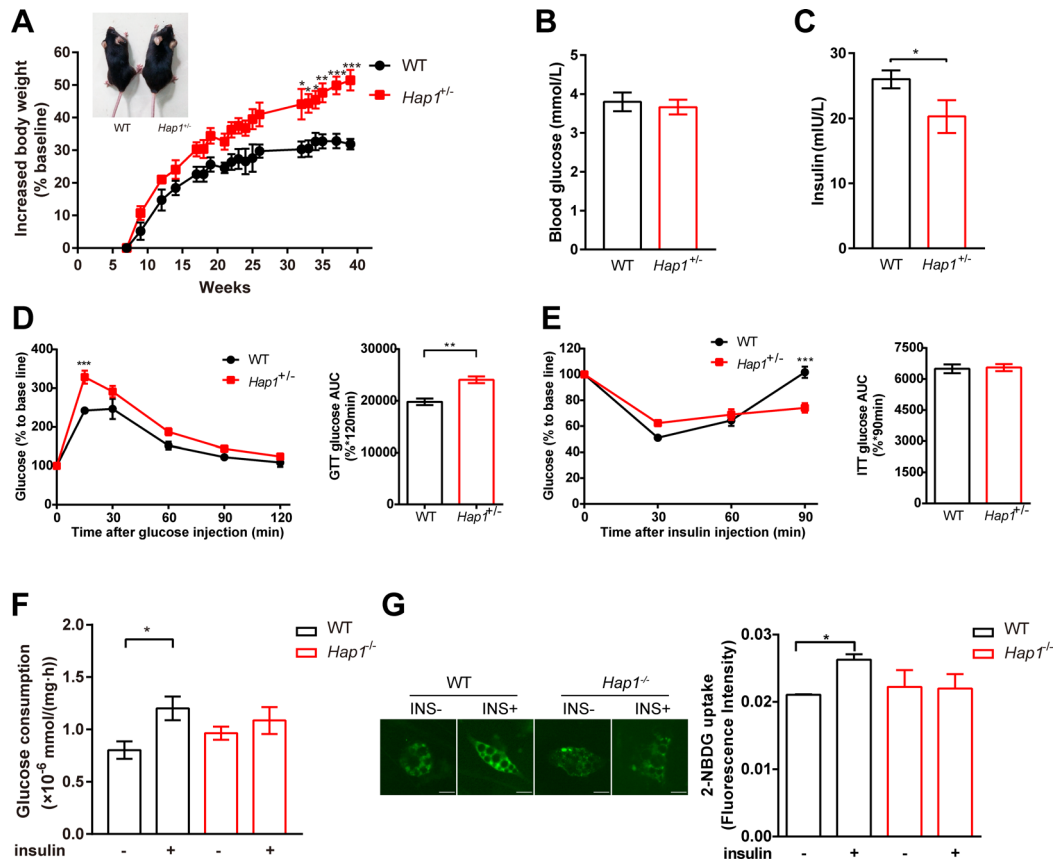 A
Increased body weight
(% baseline)
60
50
40
30
20
10
0
0 5 10 15 20 25 30 35 40
Weeks
WT
Hap1+/-
WT Hap1+/-
* * * ** *** ***
B
Blood glucose (mmol/L)
5
4
3
2
1
0
WT Hap1+/-
C
Insulin (mIU/L)
30
20
10
0
*
WT Hap1+/-
D
Glucose (% to base line)
400
300
200
100
0
***
0 30 60 90 120
Time after glucose injection (min)
WT
Hap1+/-
GTT glucose AUC
(%*120min)
30000
20000
10000
0
**
WT Hap1+/-
E
Glucose (% to base line)
120
100
80
60
40
20
0
***
0 30 60 90
Time after insulin injection (min)
WT
Hap1+/-
ITT glucose AUC
(%*90min)
7500
6000
4500
3000
1500
0
WT Hap1+/-
F
Glucose consumption
(×10-6 mmol/(mg·h))
2.0
1.5
1.0
0.5
0.0
*
insulin - + - +
WT
Hap1-/-
G
WT Hap1-/-
INS- INS+ INS- INS+
2-NBDG uptake
(Fluorescence Intensity)
0.03
0.02
0.01
0.00
*
insulin - + - +
WT
Hap1-/-